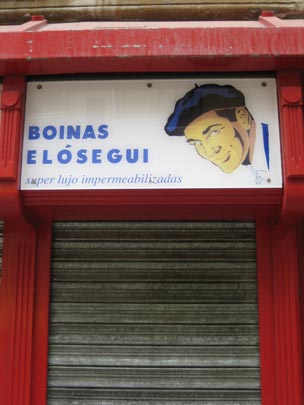 BOINAS
ELÓSEGUI
super lujo impermeabilizadas